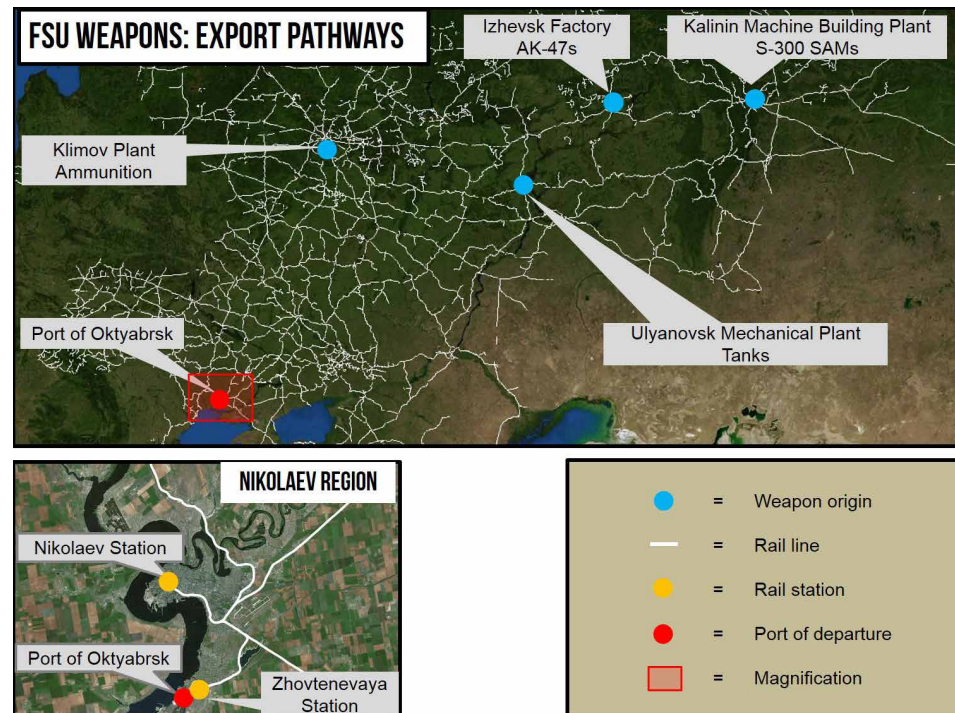 FSU WEAPONS: EXPORT PATHWAYS
Izhevsk Factory
AK-47s
Kalinin Machine Building Plant
S-300 SAMs
Klimov Plant
Ammunition
Port of Oktyabrsk
Ulyanovsk Mechanical Plant
Tanks
NIKOLAEV REGION
Nikolaev Station
Port of Oktyabrsk
Zhovtenevaya
Station
= Weapon origin
= Rail line
= Rail station
= Port of departure
= Magnification